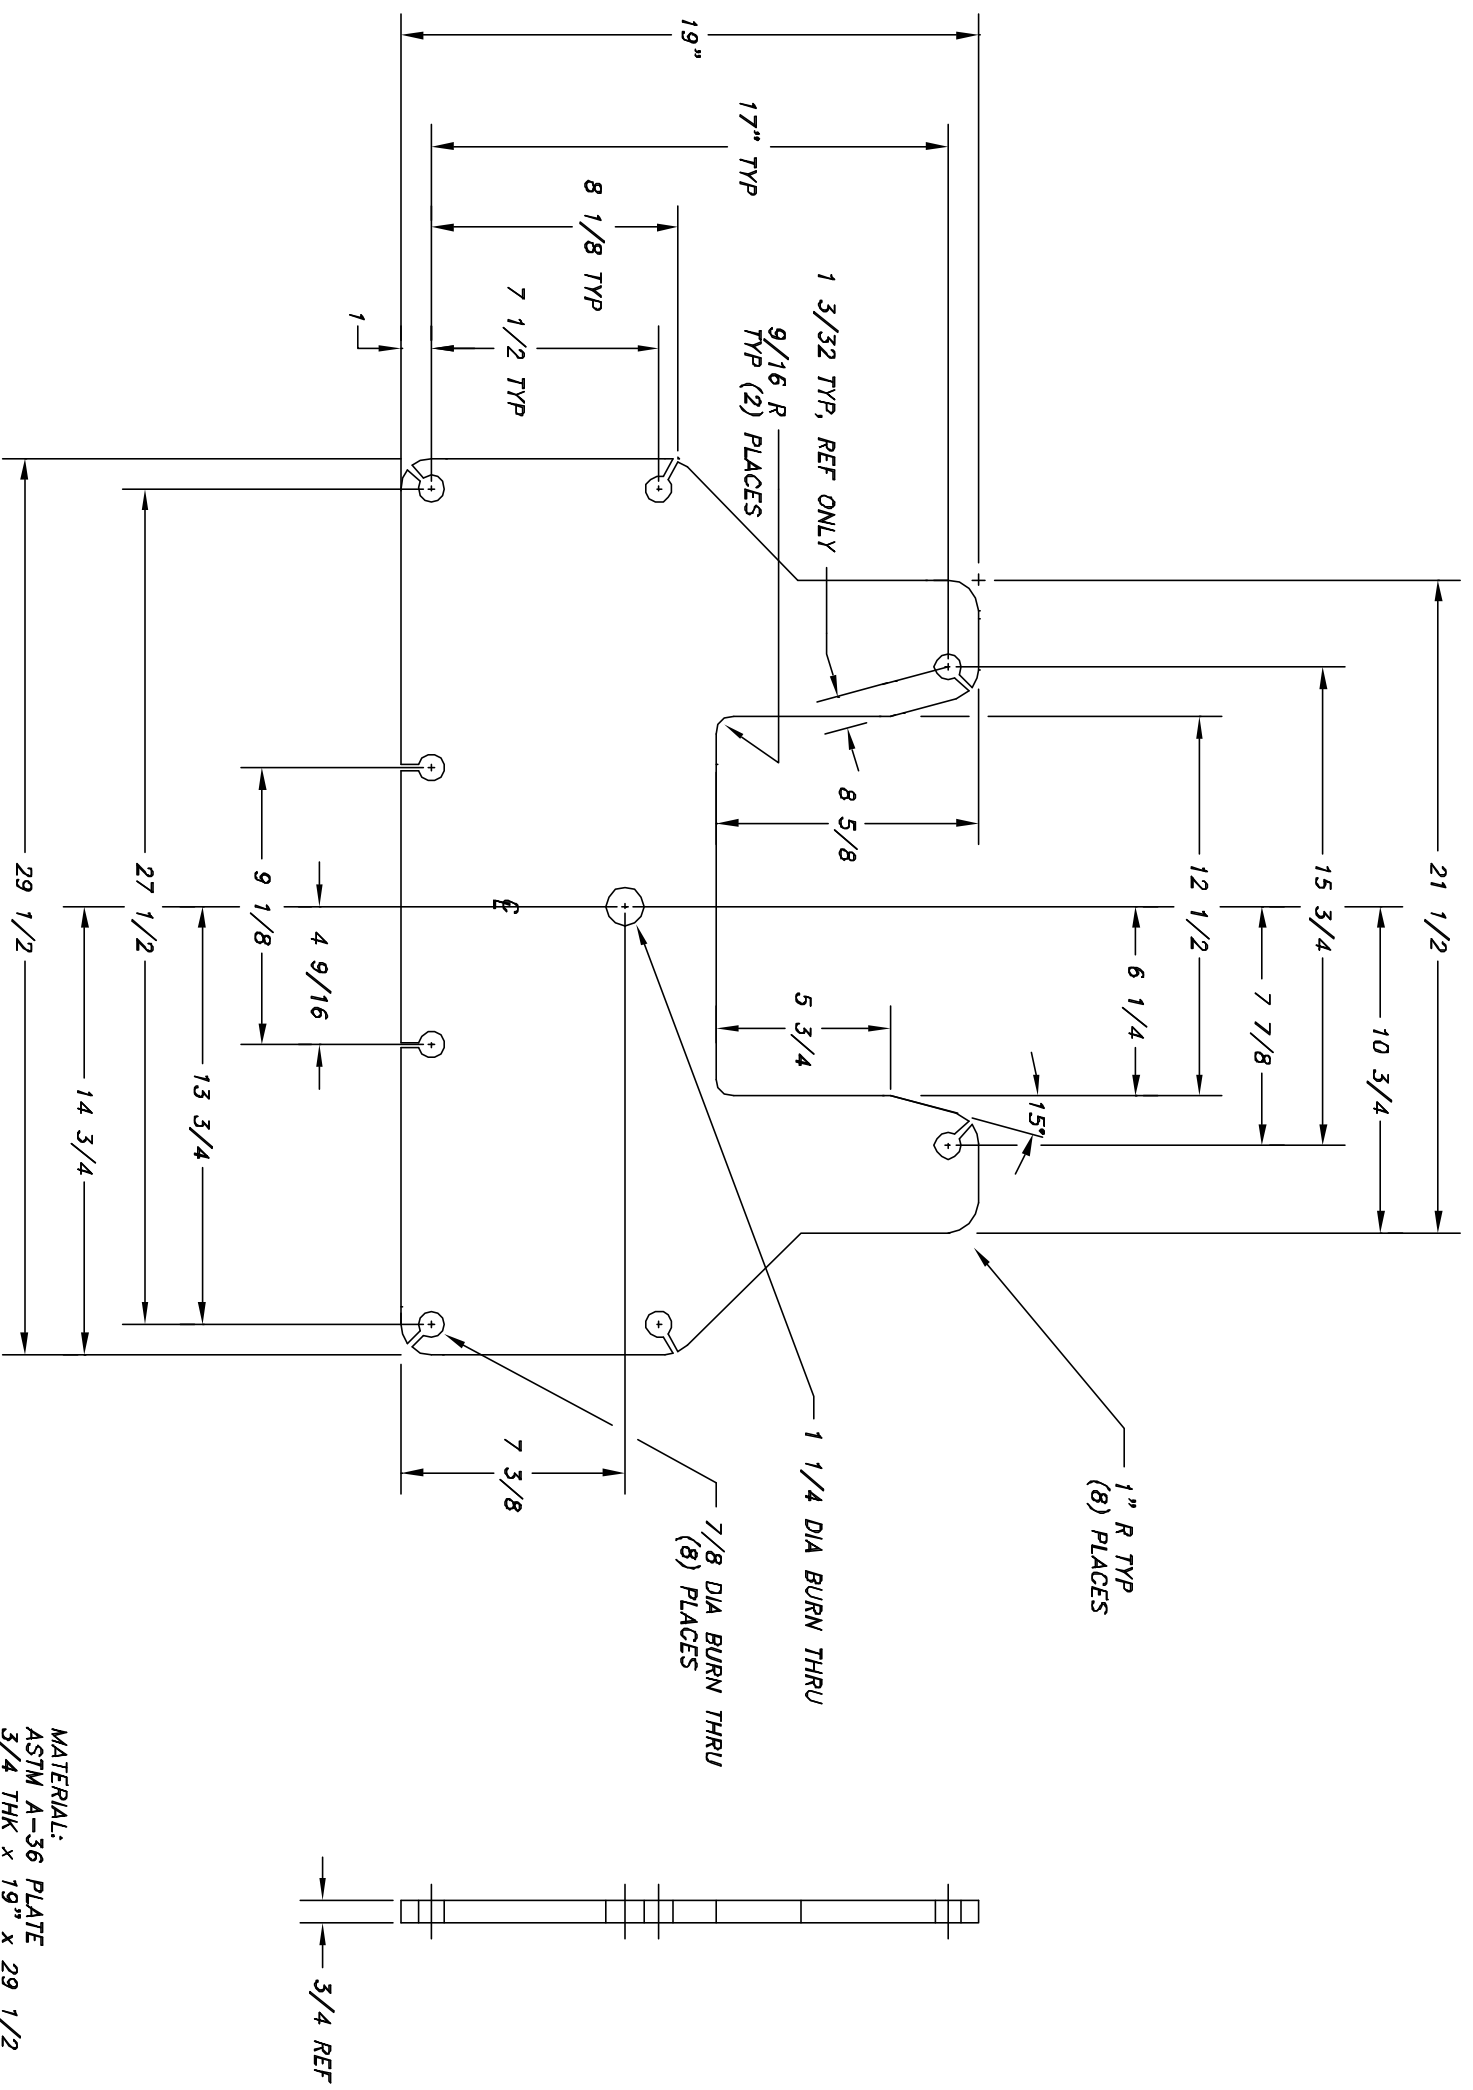 21 1/2
10 3/4
15 3/4
7 7/8
12 1/2
6 1/4
15°
1" R TYP
(8) PLACES
8 5/8
5 3/4
1 3/32 TYP, REF ONLY
9/16 R
TYP (2) PLACES
19"
17" TYP
8 1/8 TYP
7 1/2 TYP
1
1 1/4 DIA BURN THRU
7/8 DIA BURN THRU
(8) PLACES
7 3/8
CL
4 9/16
9 1/8
13 3/4
27 1/2
14 3/4
29 1/2
3/4 REF
MATERIAL:
ASTM A-36 PLATE
3/4 THK x 19" x 29 1/2